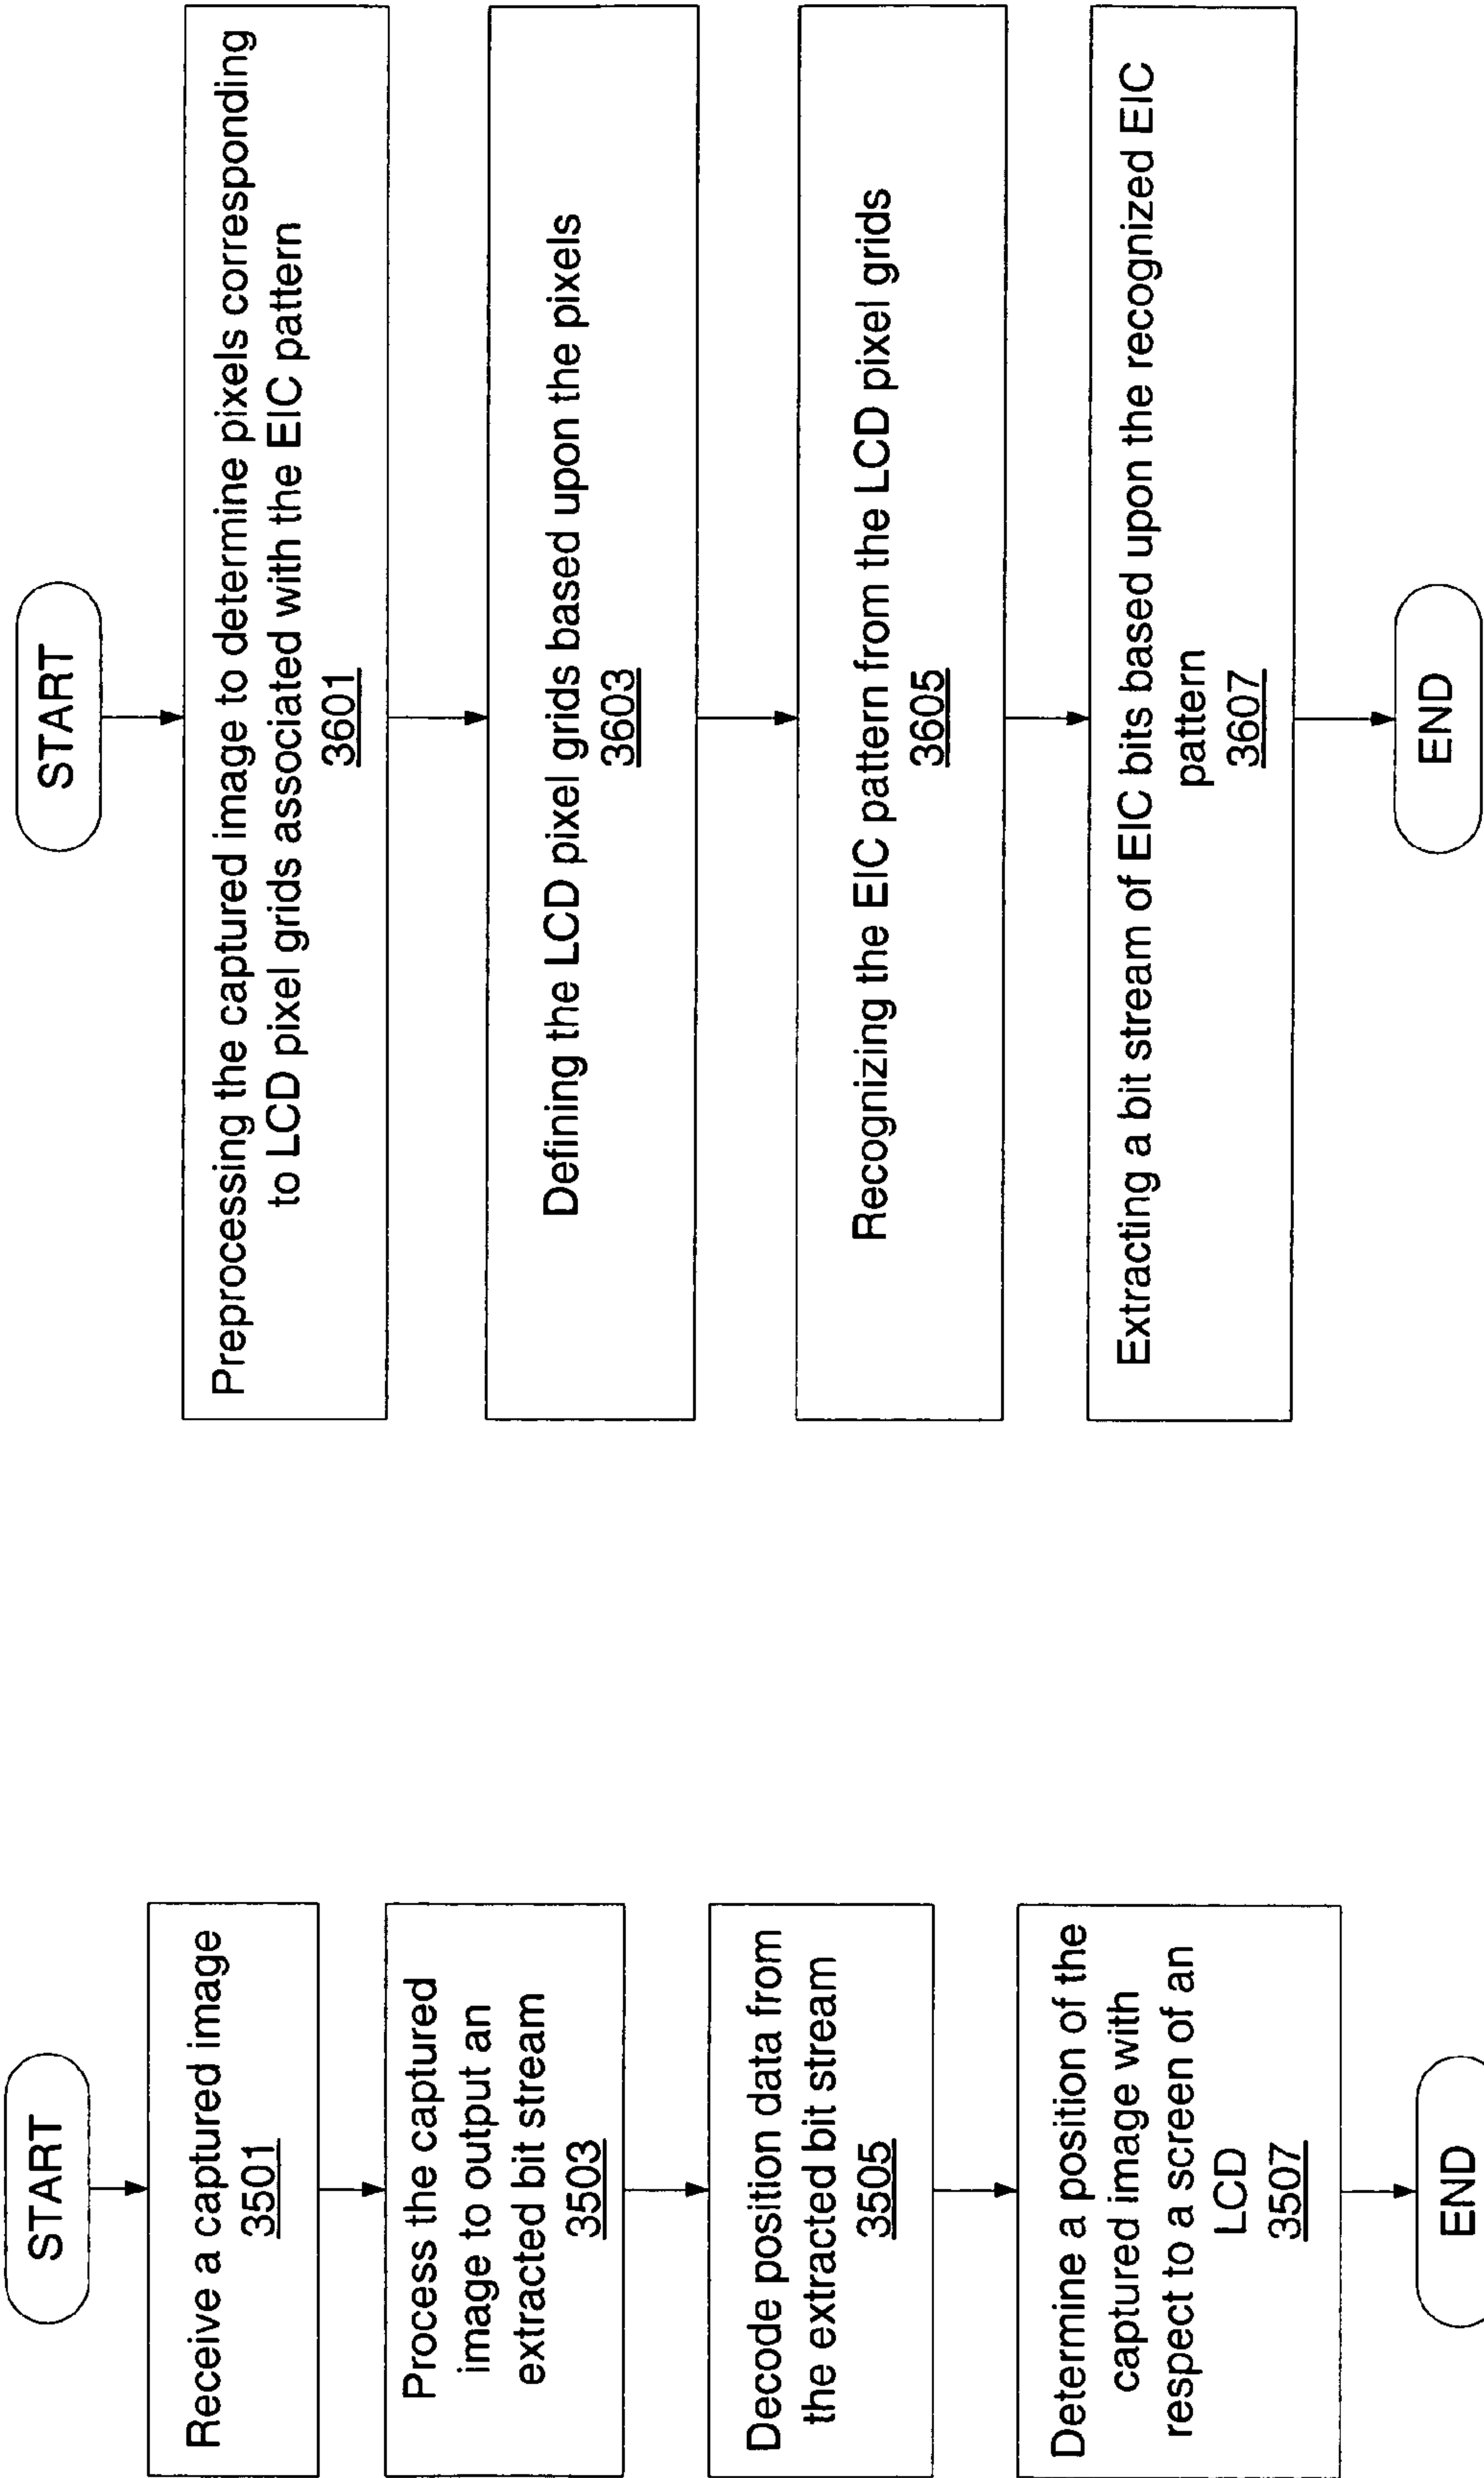 START
Receive a captured image
3501
Process the captured
image to output an
extracted bit stream
3503
Decode position data from
the extracted bit stream
3505
Determine a position of the
captured image with
respect to a screen of an
LCD
3507
END
START
Preprocessing the captured image to determine pixels corresponding
to LCD pixel grids associated with the EIC pattern
3601
Defining the LCD pixel grids based upon the pixels
3603
Recognizing the EIC pattern from the LCD pixel grids
3605
Extracting a bit stream of EIC bits based upon the recognized EIC
pattern
3607
END